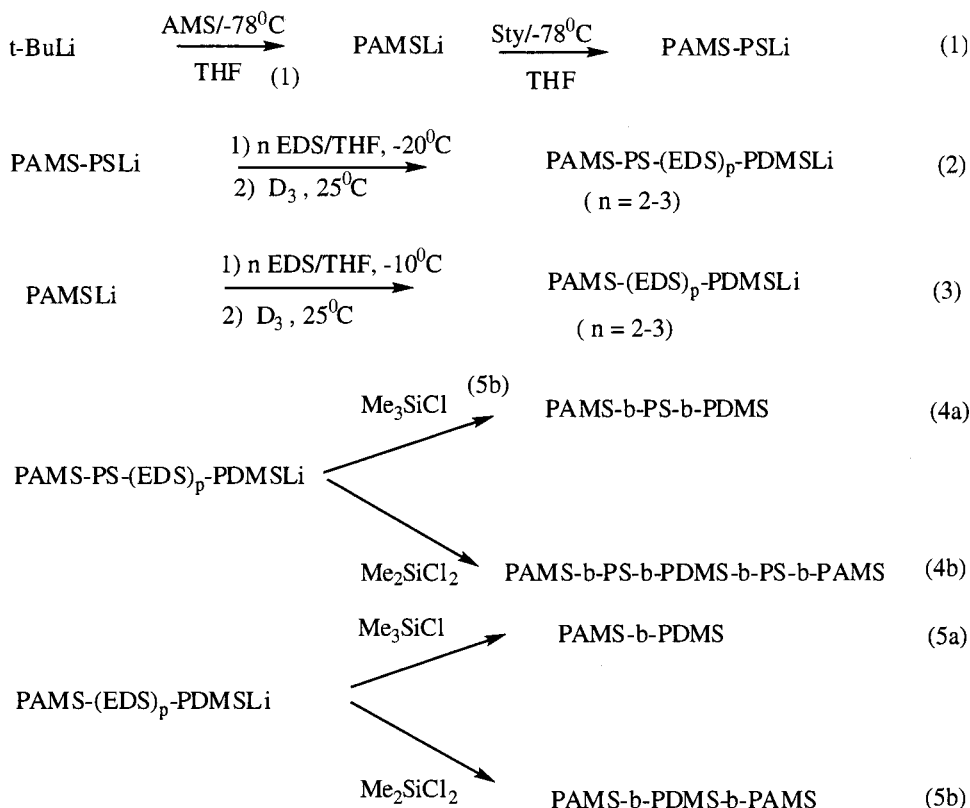 t-BuLi AMS/-78⁰C THF (1) PAMSLi Sty/-78⁰C THF PAMS-PSLi (1)
PAMS-PSLi 1) n EDS/THF, -20⁰C 2) D₃ , 25⁰C PAMS-PS-(EDS)ₚ-PDMSLi (2)
( n = 2-3)
PAMSLi 1) n EDS/THF, -10⁰C 2) D₃ , 25⁰C PAMS-(EDS)ₚ-PDMSLi (3)
( n = 2-3)
Me₃SiCl (5b) PAMS-b-PS-b-PDMS (4a)
PAMS-PS-(EDS)ₚ-PDMSLi
Me₂SiCl₂ PAMS-b-PS-b-PDMS-b-PS-b-PAMS (4b)
Me₃SiCl PAMS-b-PDMS (5a)
PAMS-(EDS)ₚ-PDMSLi
Me₂SiCl₂ PAMS-b-PDMS-b-PAMS (5b)